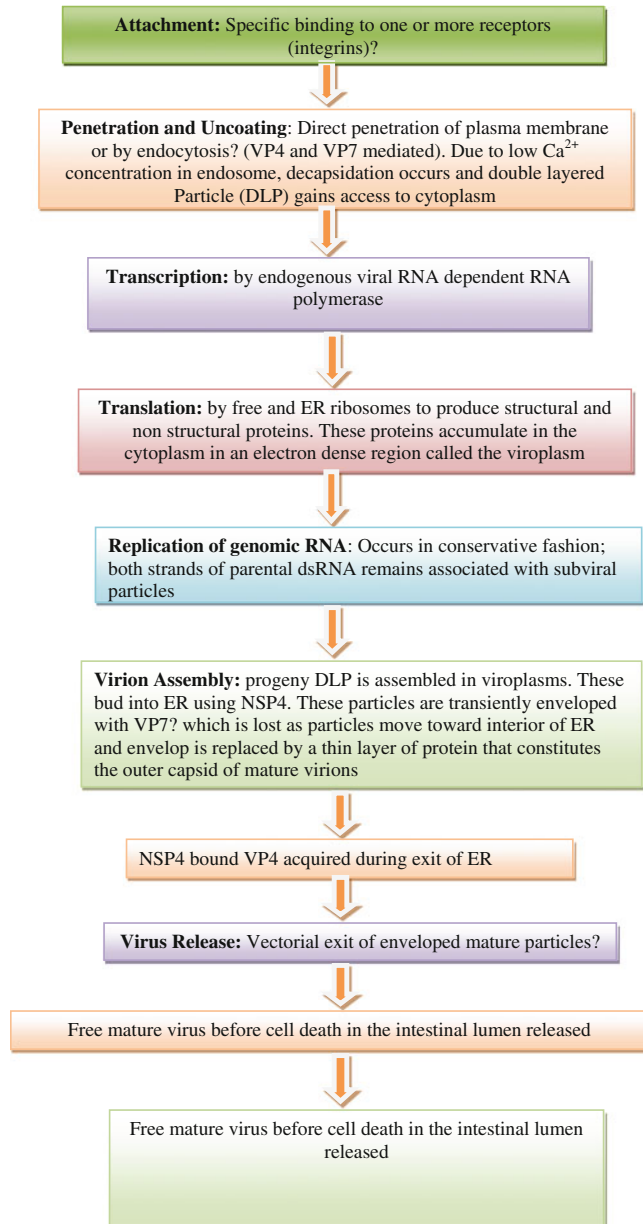 Attachment: Specific binding to one or more receptors
(integrins)?
Penetration and Uncoating: Direct penetration of plasma membrane
or by endocytosis? (VP4 and VP7 mediated). Due to low Ca²⁺
concentration in endosome, decapsidation occurs and double layered
Particle (DLP) gains access to cytoplasm
Transcription: by endogenous viral RNA dependent RNA
polymerase
Translation: by free and ER ribosomes to produce structural and
non structural proteins. These proteins accumulate in the
cytoplasm in an electron dense region called the viroplasm
Replication of genomic RNA: Occurs in conservative fashion;
both strands of parental dsRNA remains associated with subviral
particles
Virion Assembly: progeny DLP is assembled in viroplasms. These
bud into ER using NSP4. These particles are transiently enveloped
with VP7? which is lost as particles move toward interior of ER
and envelop is replaced by a thin layer of protein that constitutes
the outer capsid of mature virions
NSP4 bound VP4 acquired during exit of ER
Virus Release: Vectorial exit of enveloped mature particles?
Free mature virus before cell death in the intestinal lumen released
Free mature virus before cell death in the intestinal lumen
released